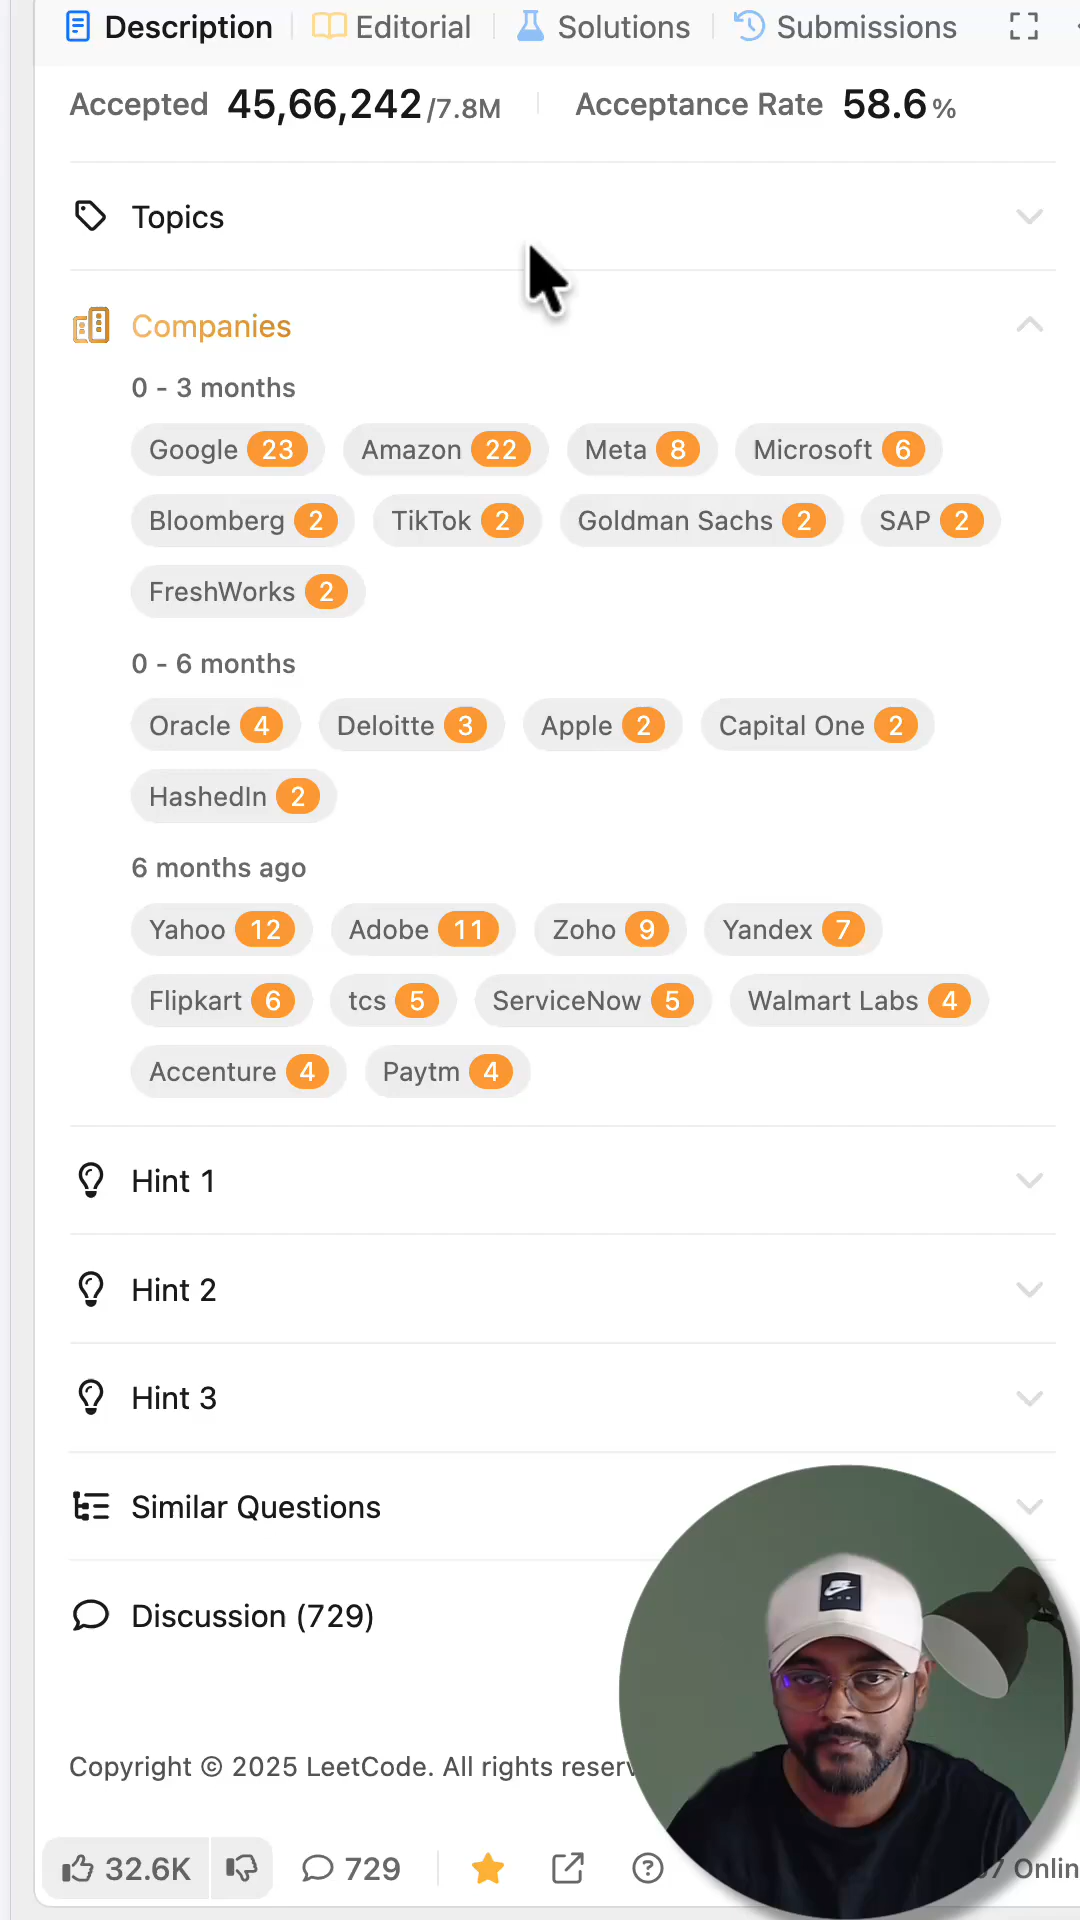 Description Editorial Solutions Submissions
Accepted 45,66,242/7.8M Acceptance Rate 58.6%
Topics
Companies
0 - 3 months
Google 23 Amazon 22 Meta 8 Microsoft 6
Bloomberg 2 TikTok 2 Goldman Sachs 2 SAP 2
FreshWorks 2
0 - 6 months
Oracle 4 Deloitte 3 Apple 2 Capital One 2
HashedIn 2
6 months ago
Yahoo 12 Adobe 11 Zoho 9 Yandex 7
Flipkart 6 tcs 5 ServiceNow 5 Walmart Labs 4
Accenture 4 Paytm 4
Hint 1
Hint 2
Hint 3
Similar Questions
Discussion (729)
Copyright © 2025 LeetCode. All rights reserv
32.6K 729 7 Onlin